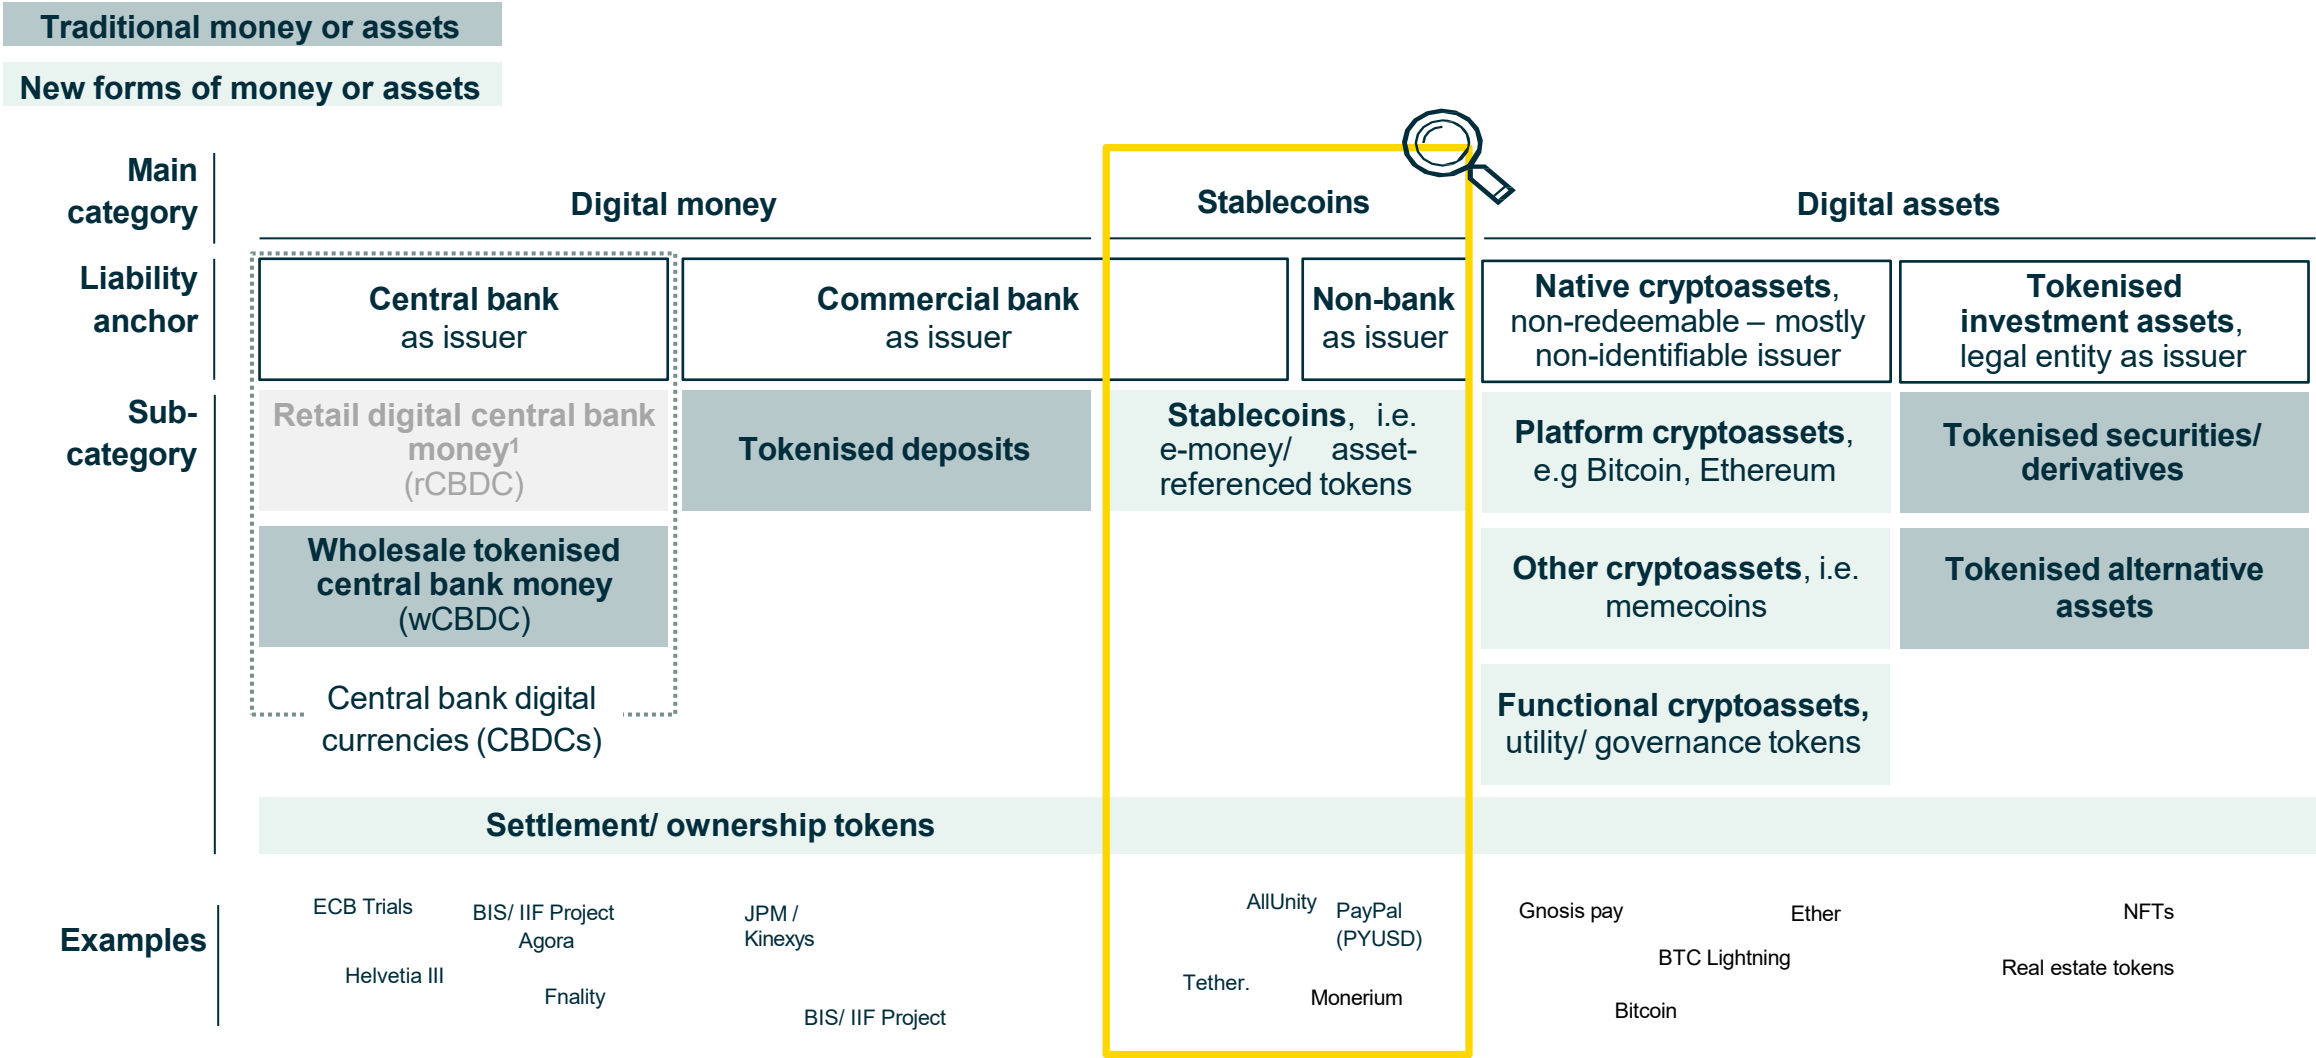 Traditional money or assets
New forms of money or assets
Main
category
Digital money
Stablecoins
Digital assets
Liability
anchor
Central bank
as issuer
Commercial bank
as issuer
Non-bank
as issuer
Native cryptoassets,
non-redeemable – mostly
non-identifiable issuer
Tokenised
investment assets,
legal entity as issuer
Sub-
category
Retail digital central bank
money¹
(rCBDC)
Tokenised deposits
Stablecoins, i.e.
e-money/ asset-
referenced tokens
Platform cryptoassets,
e.g Bitcoin, Ethereum
Tokenised securities/
derivatives
Wholesale tokenised
central bank money
(wCBDC)
Other cryptoassets, i.e.
memecoins
Tokenised alternative
assets
Central bank digital
currencies (CBDCs)
Functional cryptoassets,
utility/ governance tokens
Settlement/ ownership tokens
Examples
ECB Trials
BIS/ IIF Project
Agora
Helvetia III
Fnality
JPM /
Kinexys
BIS/ IIF Project
AllUnity
PayPal
(PYUSD)
Tether.
Monerium
Gnosis pay
Ether
BTC Lightning
Bitcoin
NFTs
Real estate tokens